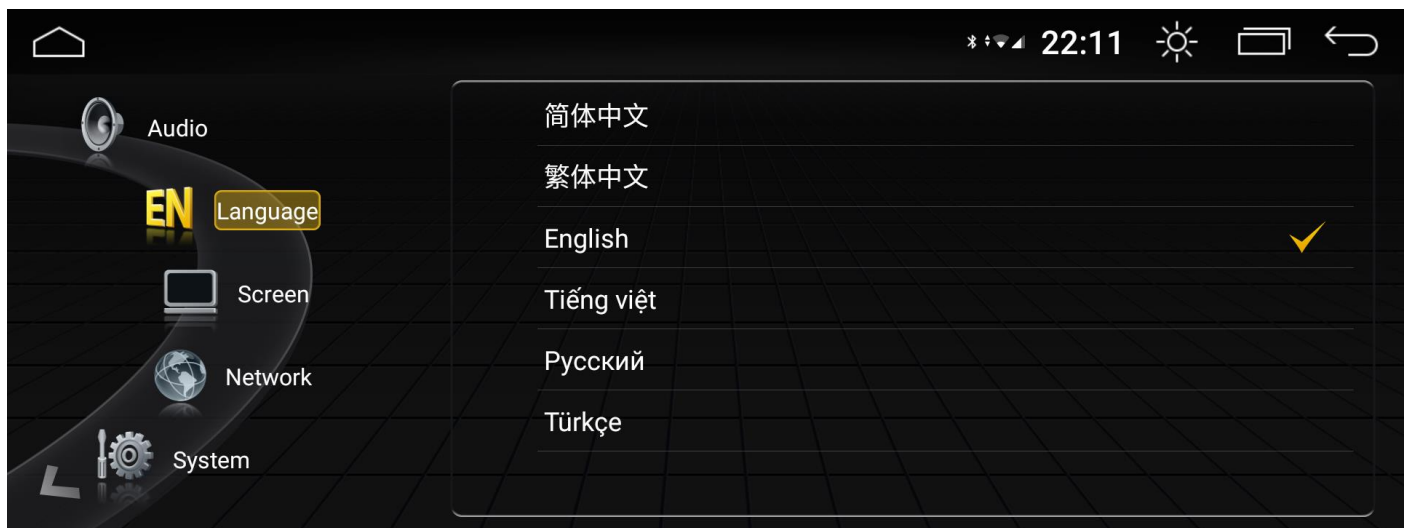 22:11
Audio
EN
Language
Screen
Network
System
简体中文
繁体中文
English
Tiếng việt
Русский
Türkçe